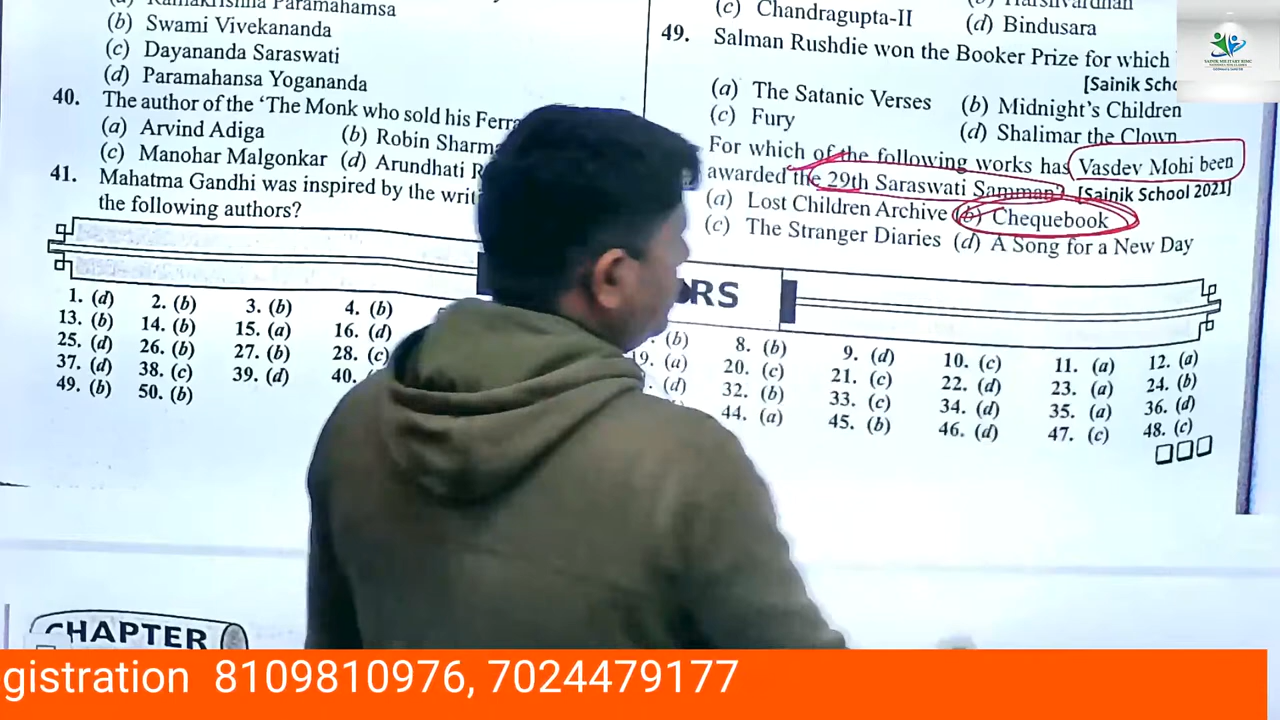 Paramahamsa
(b) Swami Vivekananda
(c) Dayananda Saraswati
(d) Paramahansa Yogananda
40. The author of the ‘The Monk who sold his Ferra
(a) Arvind Adiga (b) Robin Sharm
(c) Manohar Malgonkar (d) Arundhati R
41. Mahatma Gandhi was inspired by the writ
the following authors?
(c) Chandragupta-II
(d) Bindusara
49. Salman Rushdie won the Booker Prize for which
[Sainik Scho
(a) The Satanic Verses (b) Midnight’s Children
(c) Fury (d) Shalimar the Clown
For which of the following works has Vasdev Mohi been
awarded the 29th Saraswati Samman? [Sainik School 2021]
(a) Lost Children Archive (b) Chequebook
(c) The Stranger Diaries (d) A Song for a New Day
RS
1. (d) 2. (b) 3. (b) 4. (b) (b) 8. (b) 9. (d) 10. (c) 11. (a) 12. (a)
13. (b) 14. (b) 15. (a) 16. (d) 19. (a) 20. (c) 21. (c) 22. (d) 23. (a) 24. (b)
25. (d) 26. (b) 27. (b) 28. (c) (d) 32. (b) 33. (c) 34. (d) 35. (a) 36. (d)
37. (d) 38. (c) 39. (d) 40. 44. (a) 45. (b) 46. (d) 47. (c) 48. (c)
49. (b) 50. (b)
CHAPTER
gistration 8109810976, 7024479177